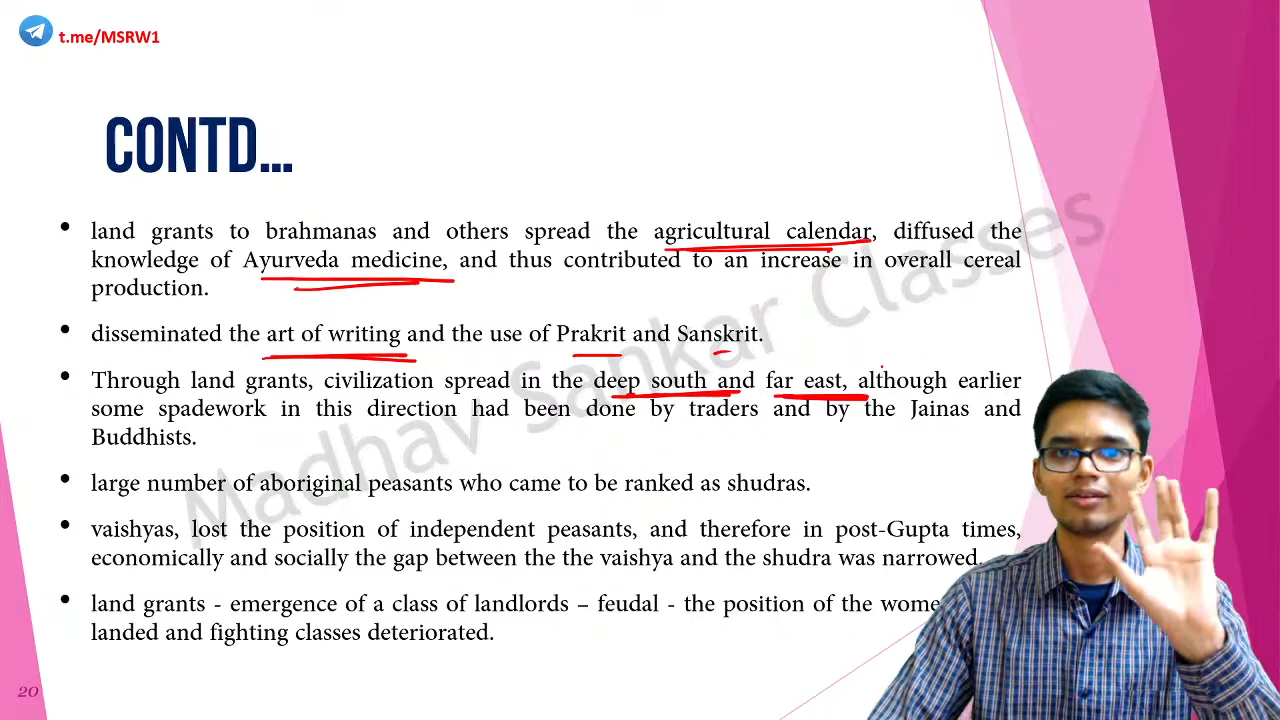 t.me/MSRW1
CONTD...
• land grants to brahmanas and others spread the agricultural calendar, diffused the
knowledge of Ayurveda medicine, and thus contributed to an increase in overall cereal
production.
• disseminated the art of writing and the use of Prakrit and Sanskrit.
• Through land grants, civilization spread in the deep south and far east, although earlier
some spadework in this direction had been done by traders and by the Jainas and
Buddhists.
• large number of aboriginal peasants who came to be ranked as shudras.
• vaishyas, lost the position of independent peasants, and therefore in post-Gupta times,
economically and socially the gap between the the vaishya and the shudra was narrowed.
• land grants - emergence of a class of landlords – feudal - the position of the
landed and fighting classes deteriorated.
Madhav Sankar Classes
20